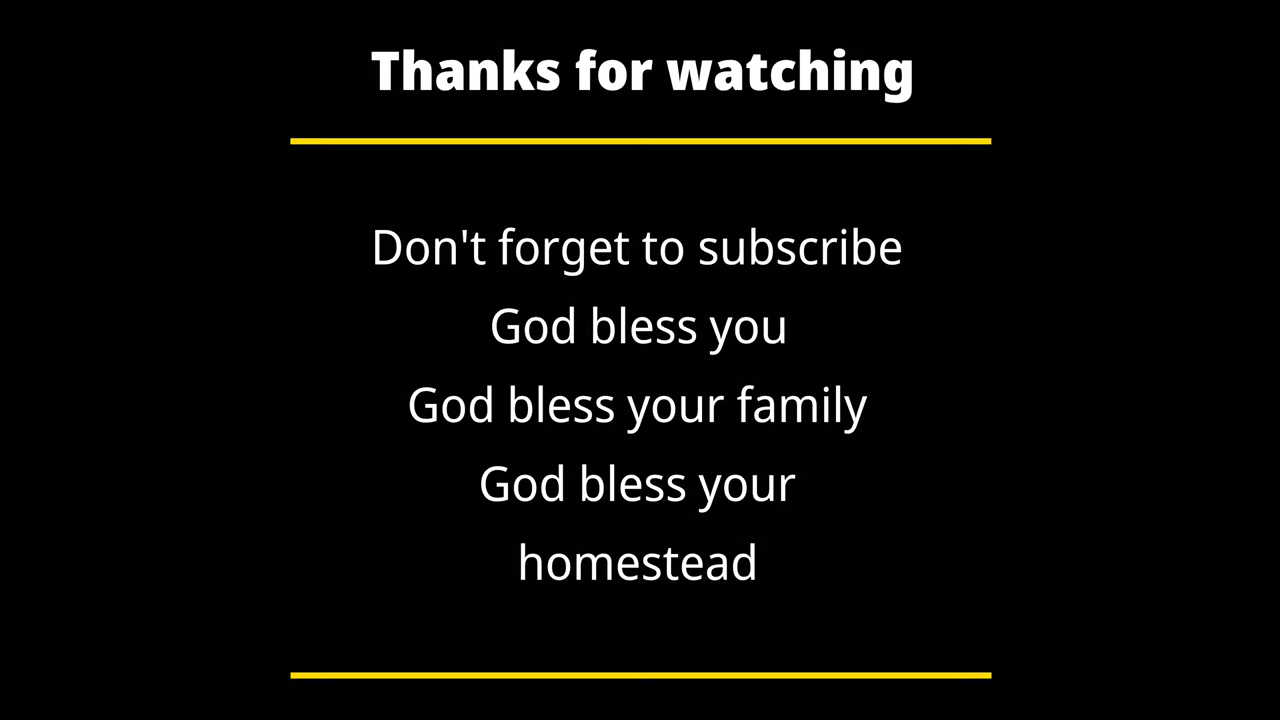 Thanks for watching
Don't forget to subscribe
God bless you
God bless your family
God bless your
homestead